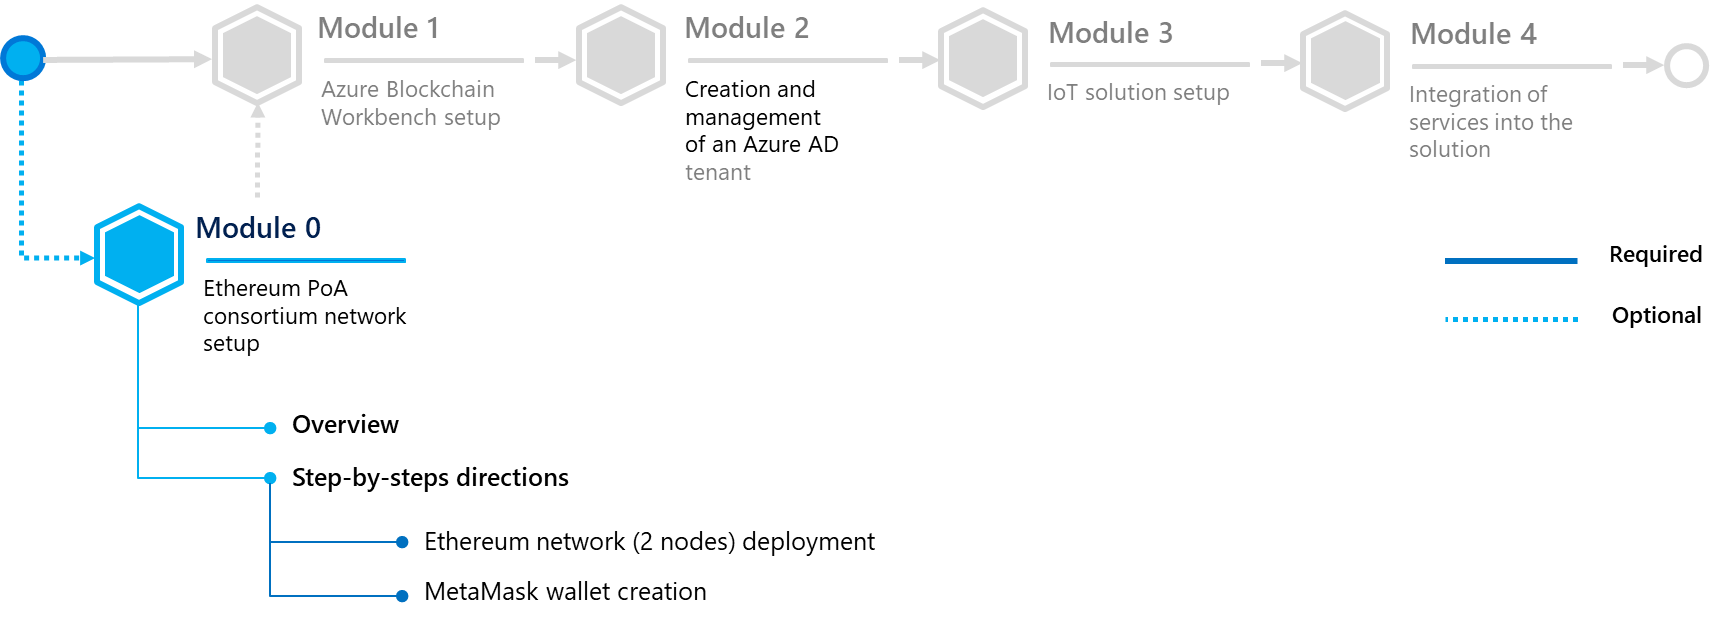 Module 1
Azure Blockchain
Workbench setup
Module 2
Creation and
management
of an Azure AD
tenant
Module 3
IoT solution setup
Module 4
Integration of
services into the
solution
Module 0
Ethereum PoA
consortium network
setup
Required
Optional
Overview
Step-by-steps directions
Ethereum network (2 nodes) deployment
MetaMask wallet creation